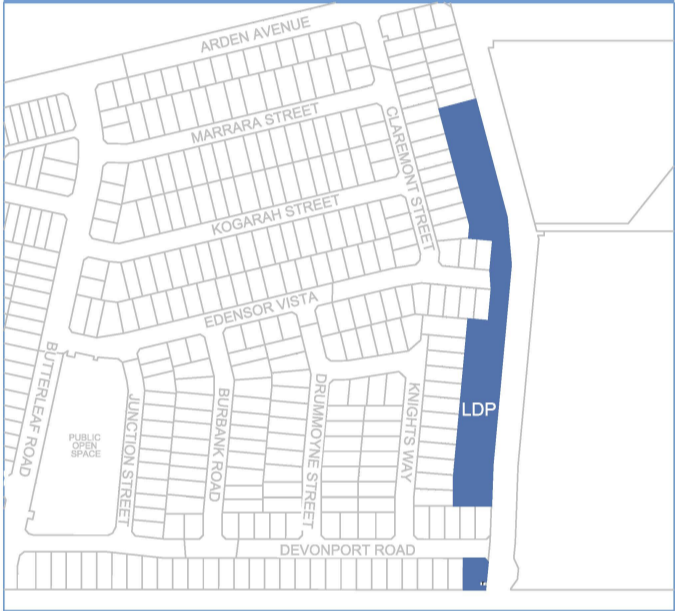 ARDEN AVENUE
MARRARA STREET
CLAREMONT STREET
KOGARAH STREET
EDENSOR VISTA
BUTTERLEAF ROAD
PUBLIC
OPEN
SPACE
JUNCTION STREET
BURBANK ROAD
DRUMMOYNE STREET
KNIGHTS WAY
LDP
DEVONPORT ROAD